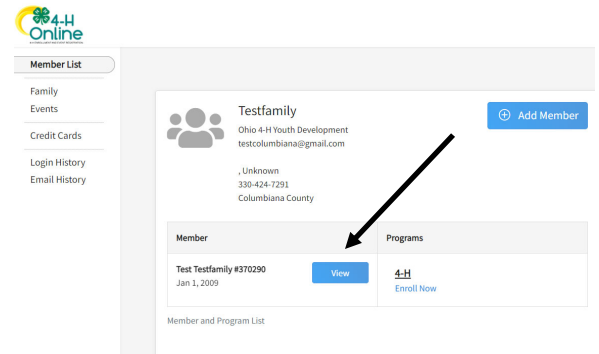 4-H
Online
Member List
Family
Events
Credit Cards
Login History
Email History
Testfamily
Ohio 4-H Youth Development
testcolumbiana@gmail.com
, Unknown
330-424-7291
Columbiana County
Add Member
Member
Programs
Test Testfamily #370290
Jan 1, 2009
View
4-H
Enroll Now
Member and Program List